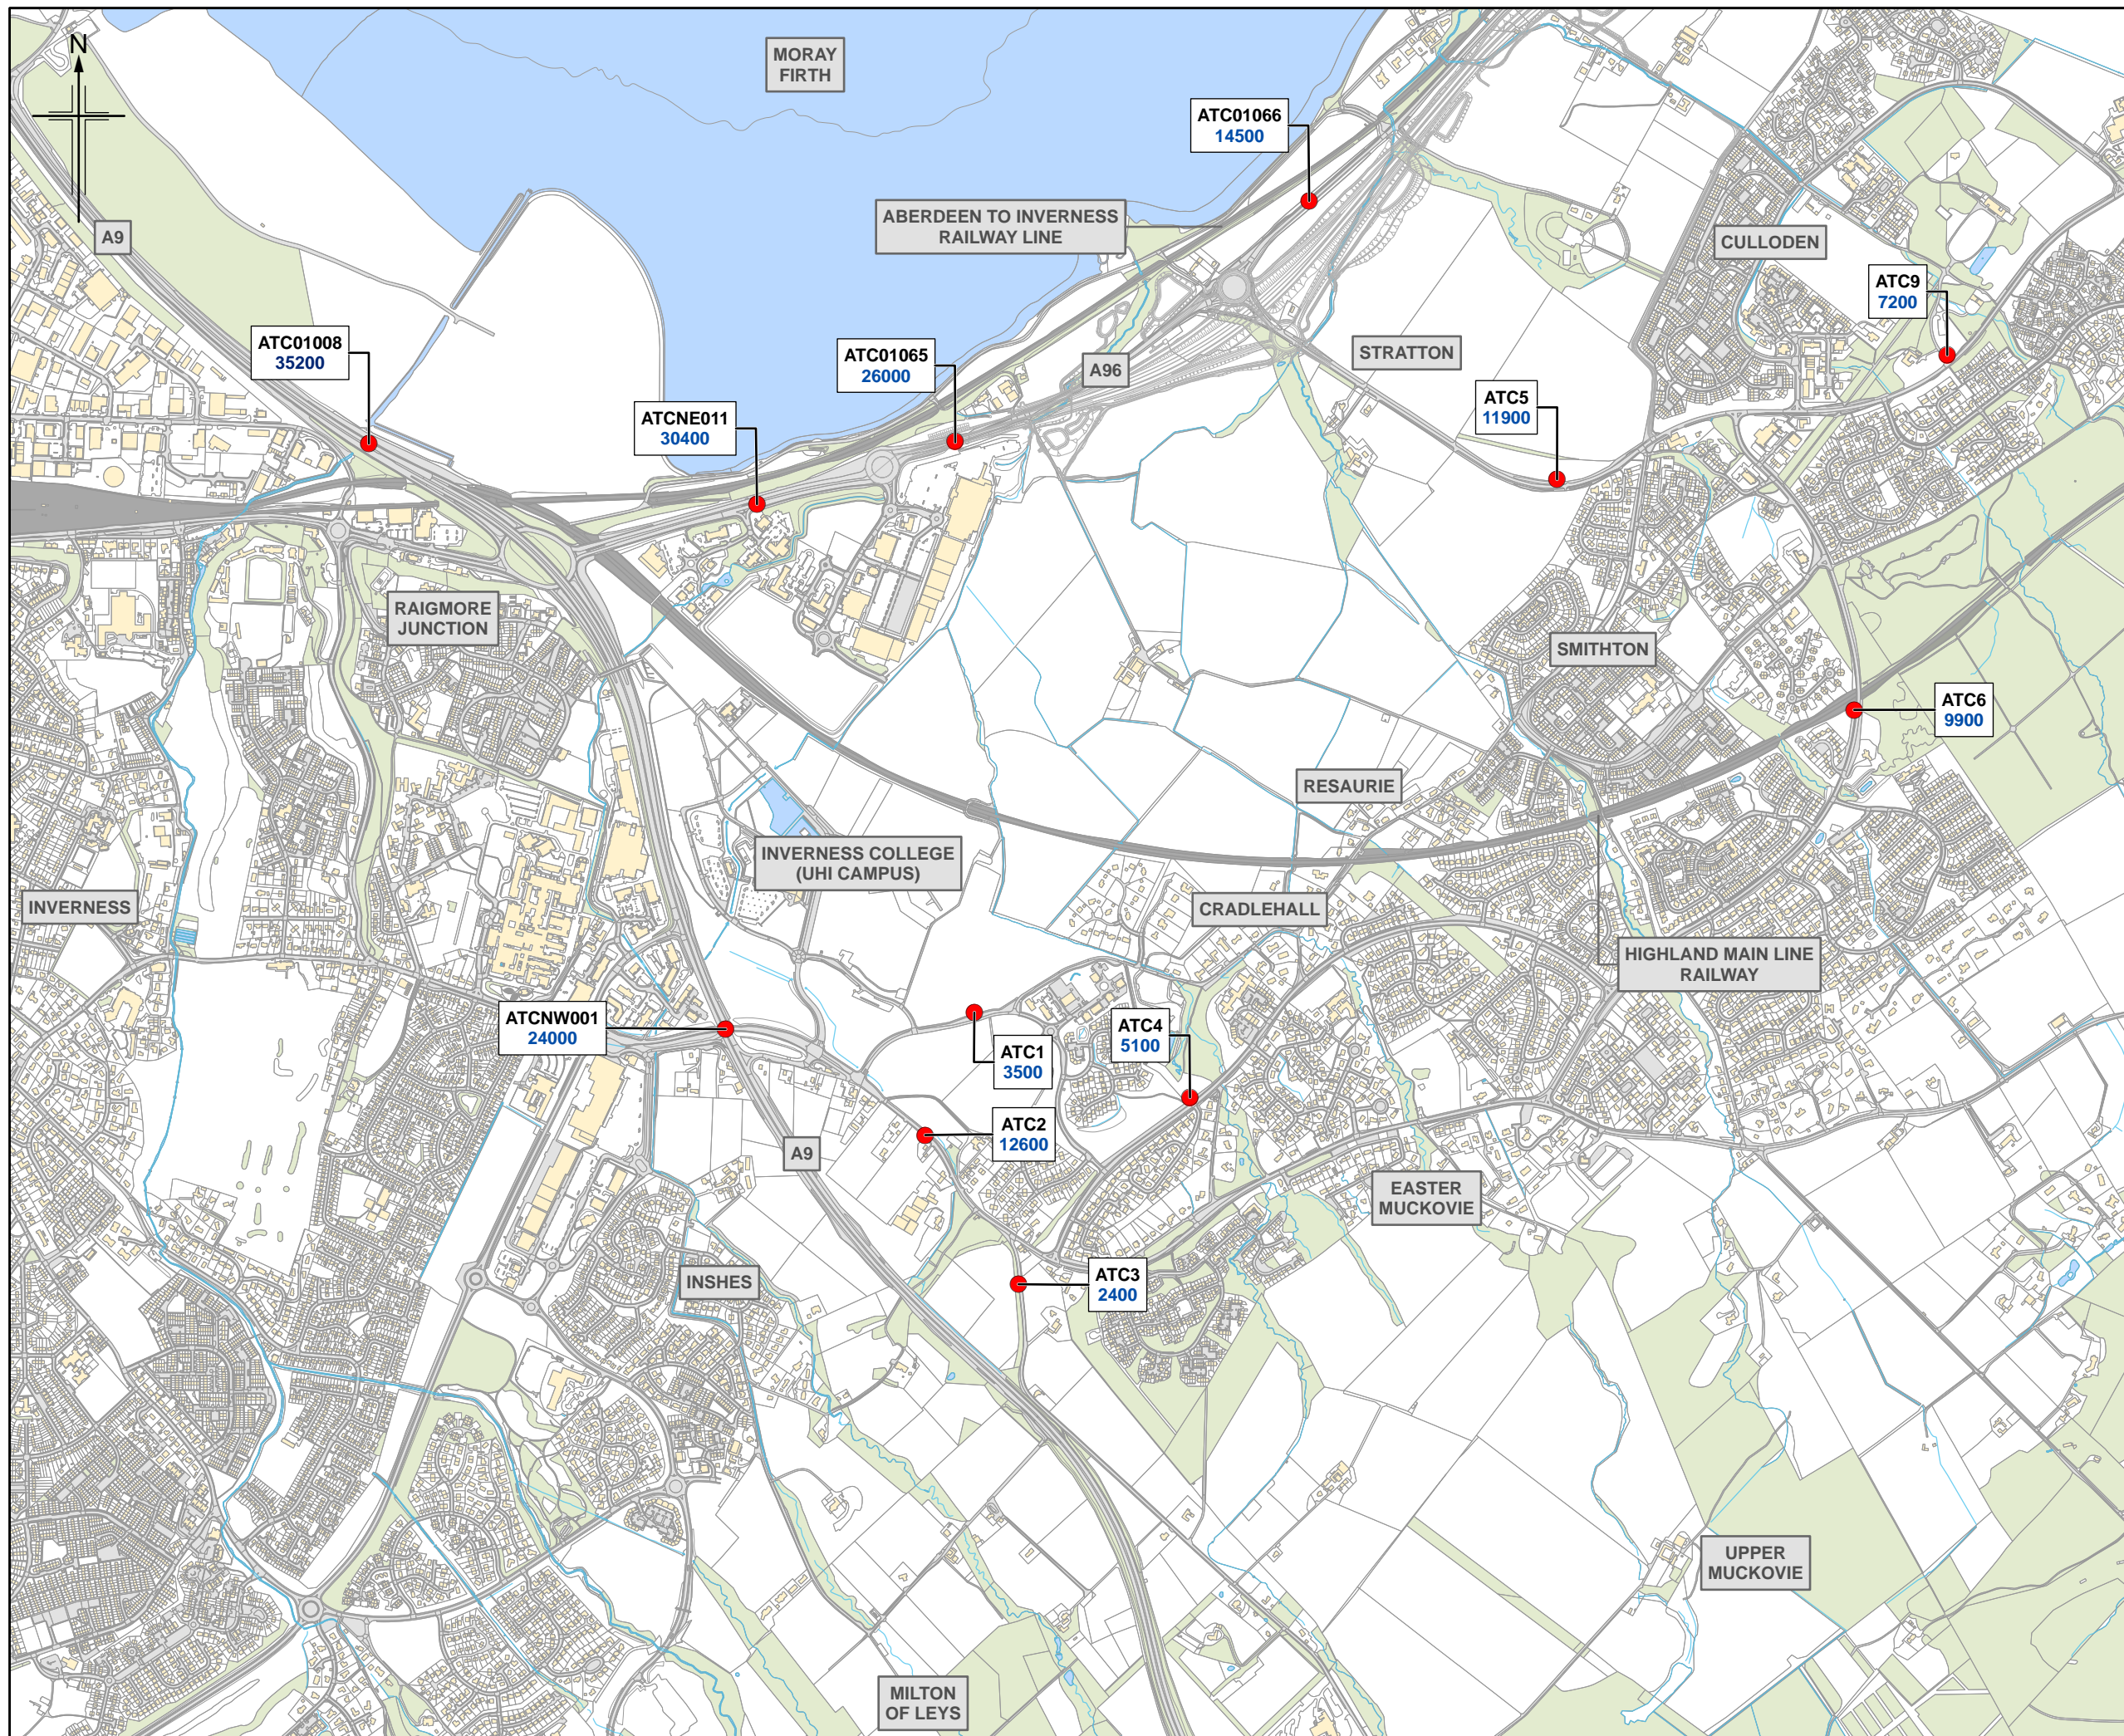 N
MORAY
FIRTH
ATC01066
14500
ABERDEEN TO INVERNESS
RAILWAY LINE
A9
CULLODEN
ATC9
7200
ATC01008
35200
ATC01065
26000
A96
STRATTON
ATCNE011
30400
ATC5
11900
RAIGMORE
JUNCTION
SMITHTON
ATC6
9900
RESAURIE
INVERNESS COLLEGE
(UHI CAMPUS)
INVERNESS
CRADLEHALL
HIGHLAND MAIN LINE
RAILWAY
ATCNW001
24000
ATC4
5100
ATC1
3500
ATC2
12600
A9
EASTER
MUCKOVIE
INSHES
ATC3
2400
UPPER
MUCKOVIE
MILTON
OF LEYS